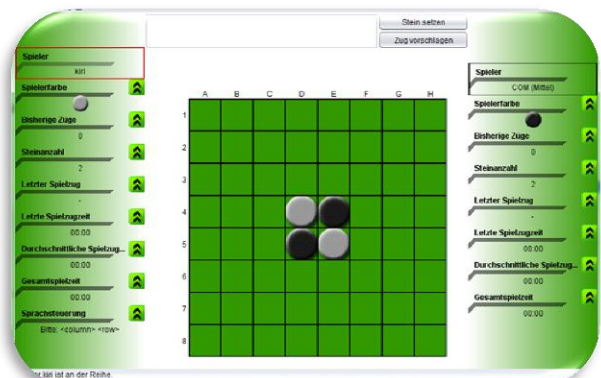 Stein setzen
Zug vorschlagen
Spieler
kiri
Spielerfarbe
Bisherige Züge
0
Steinanzahl
2
Letzter Spielzug
-
Letzte Spielzugzeit
00:00
Durchschnittliche Spielzug...
00:00
Gesamtspielzeit
00:00
Sprachsteuerung
Bitte: <column> <row>
A B C D E F G H
1
2
3
4
5
6
7
8
Spieler
COM (Mittel)
Spielerfarbe
Bisherige Züge
0
Steinanzahl
2
Letzter Spielzug
-
Letzte Spielzugzeit
00:00
Durchschnittliche Spielzug...
00:00
Gesamtspielzeit
00:00
kiri ist an der Reihe.